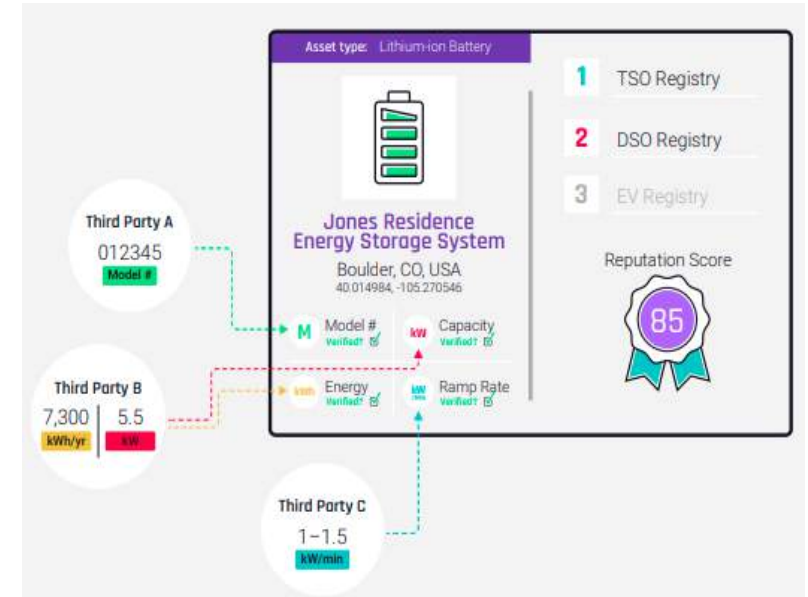 Asset type: Lithium-ion Battery
Jones Residence
Energy Storage System
Boulder, CO, USA
40.014984, -105.270546
M
Model #
Verified?
kW
Capacity
Verified?
kWh
Energy
Verified?
kW
Ramp Rate
Verified?
1
TSO Registry
2
DSO Registry
3
EV Registry
Reputation Score
85
Third Party A
012345
Model #
Third Party B
7,300
5.5
kWh/yr
kW
Third Party C
1–1.5
kW/min